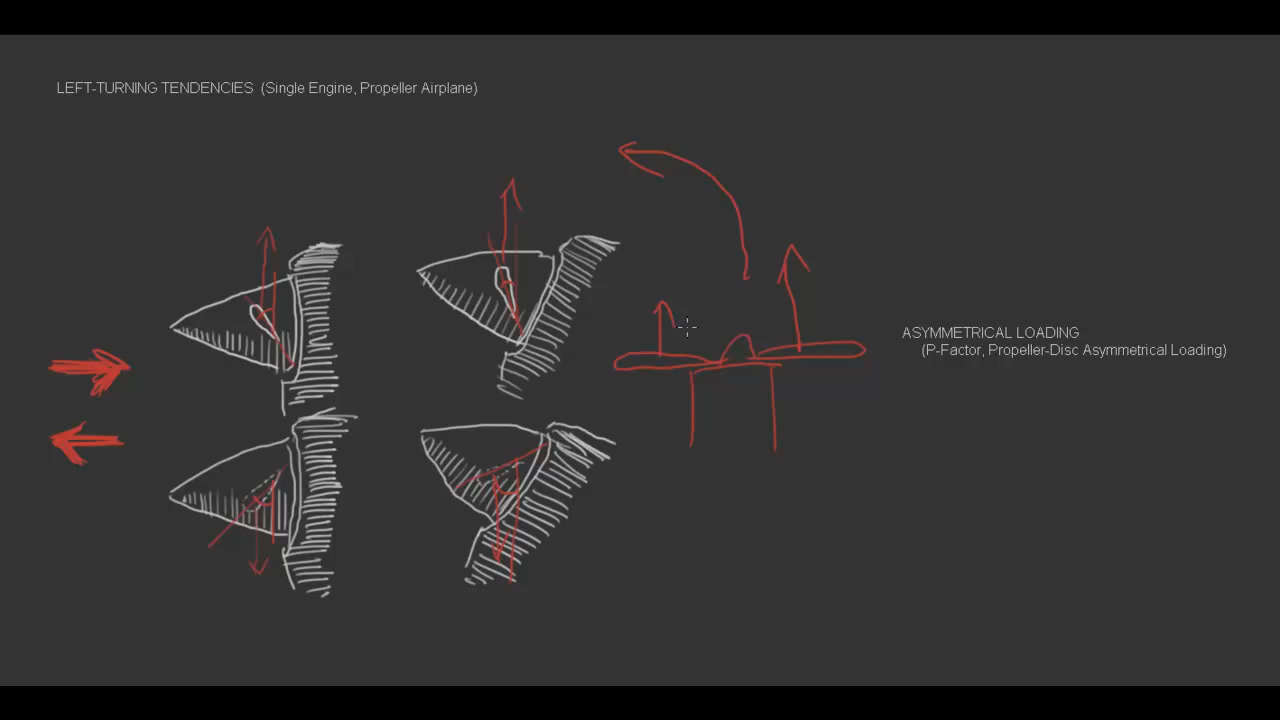 LEFT-TURNING TENDENCIES (Single Engine, Propeller Airplane)
ASYMMETRICAL LOADING
(P-Factor, Propeller-Disc Asymmetrical Loading)